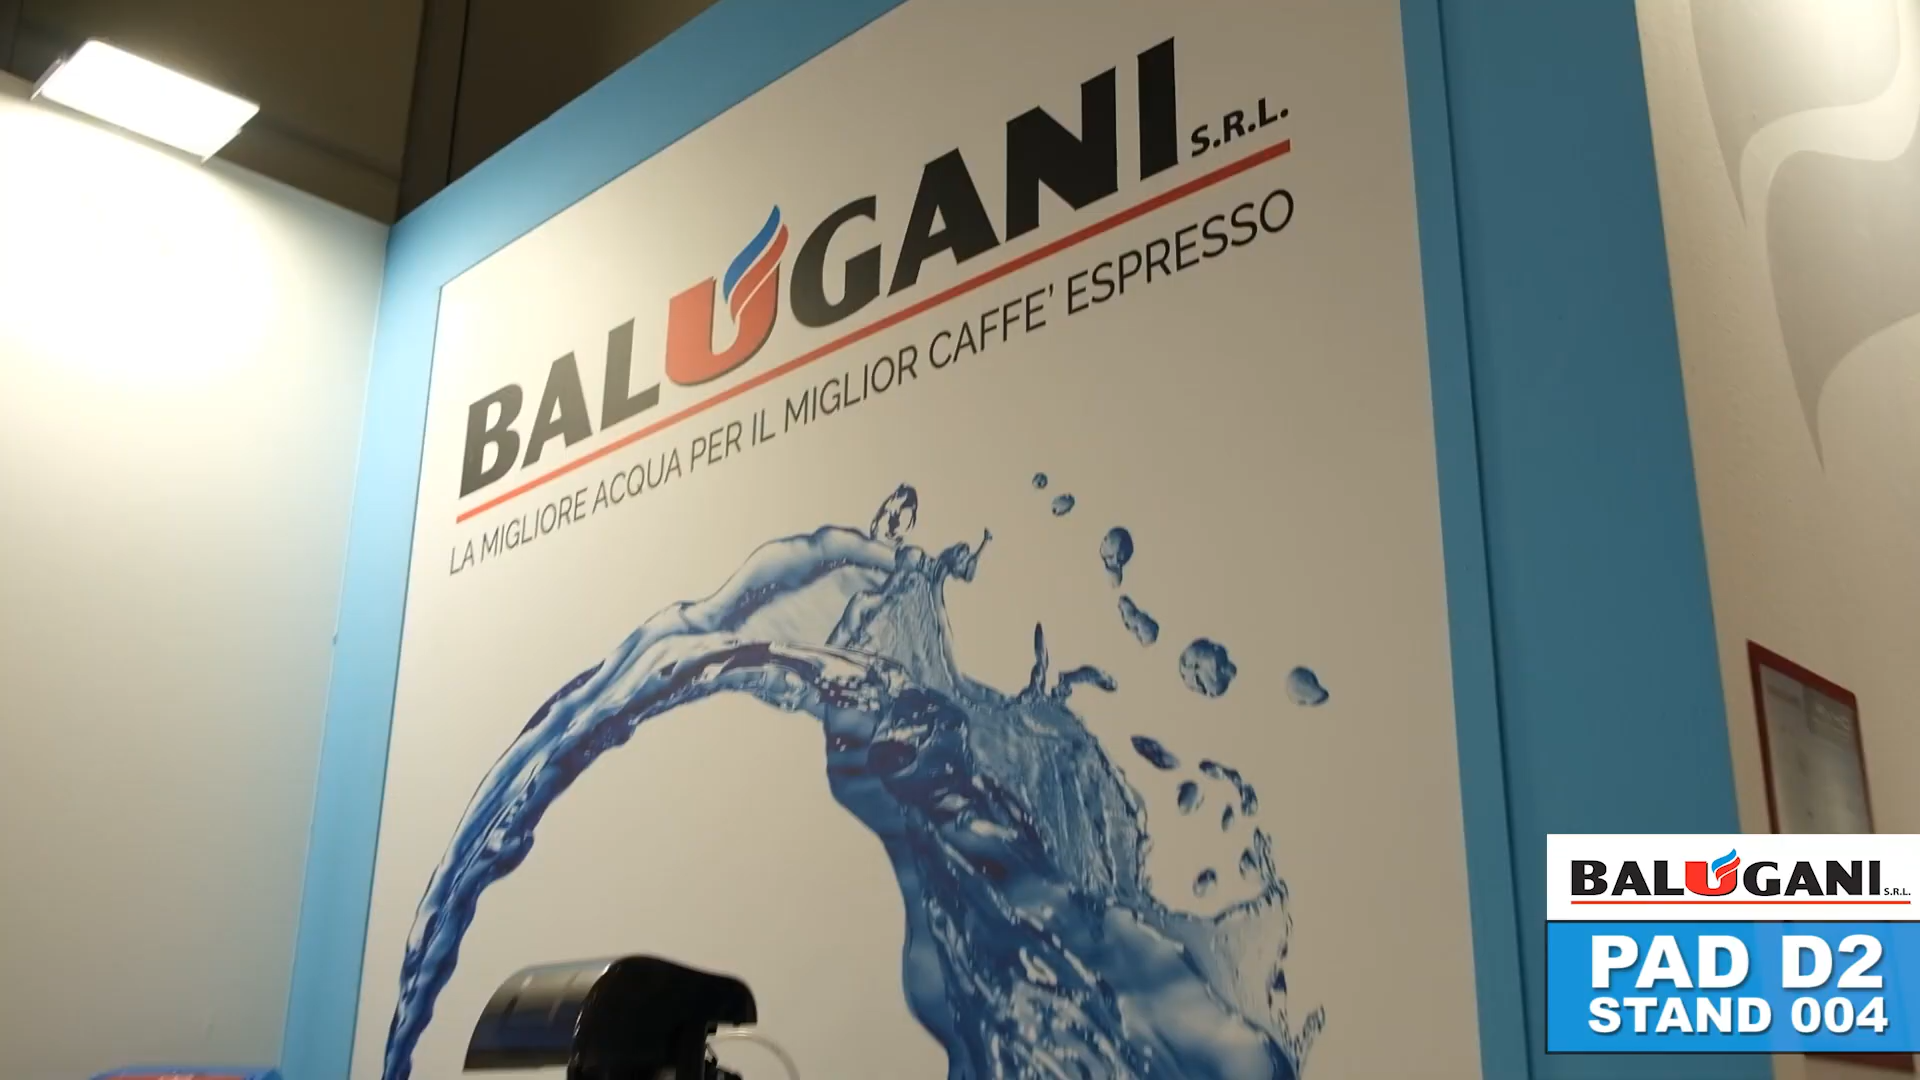 BALUGANI S.R.L.
LA MIGLIORE ACQUA PER IL MIGLIOR CAFFE' ESPRESSO
BALUGANI S.R.L.
PAD D2
STAND 004